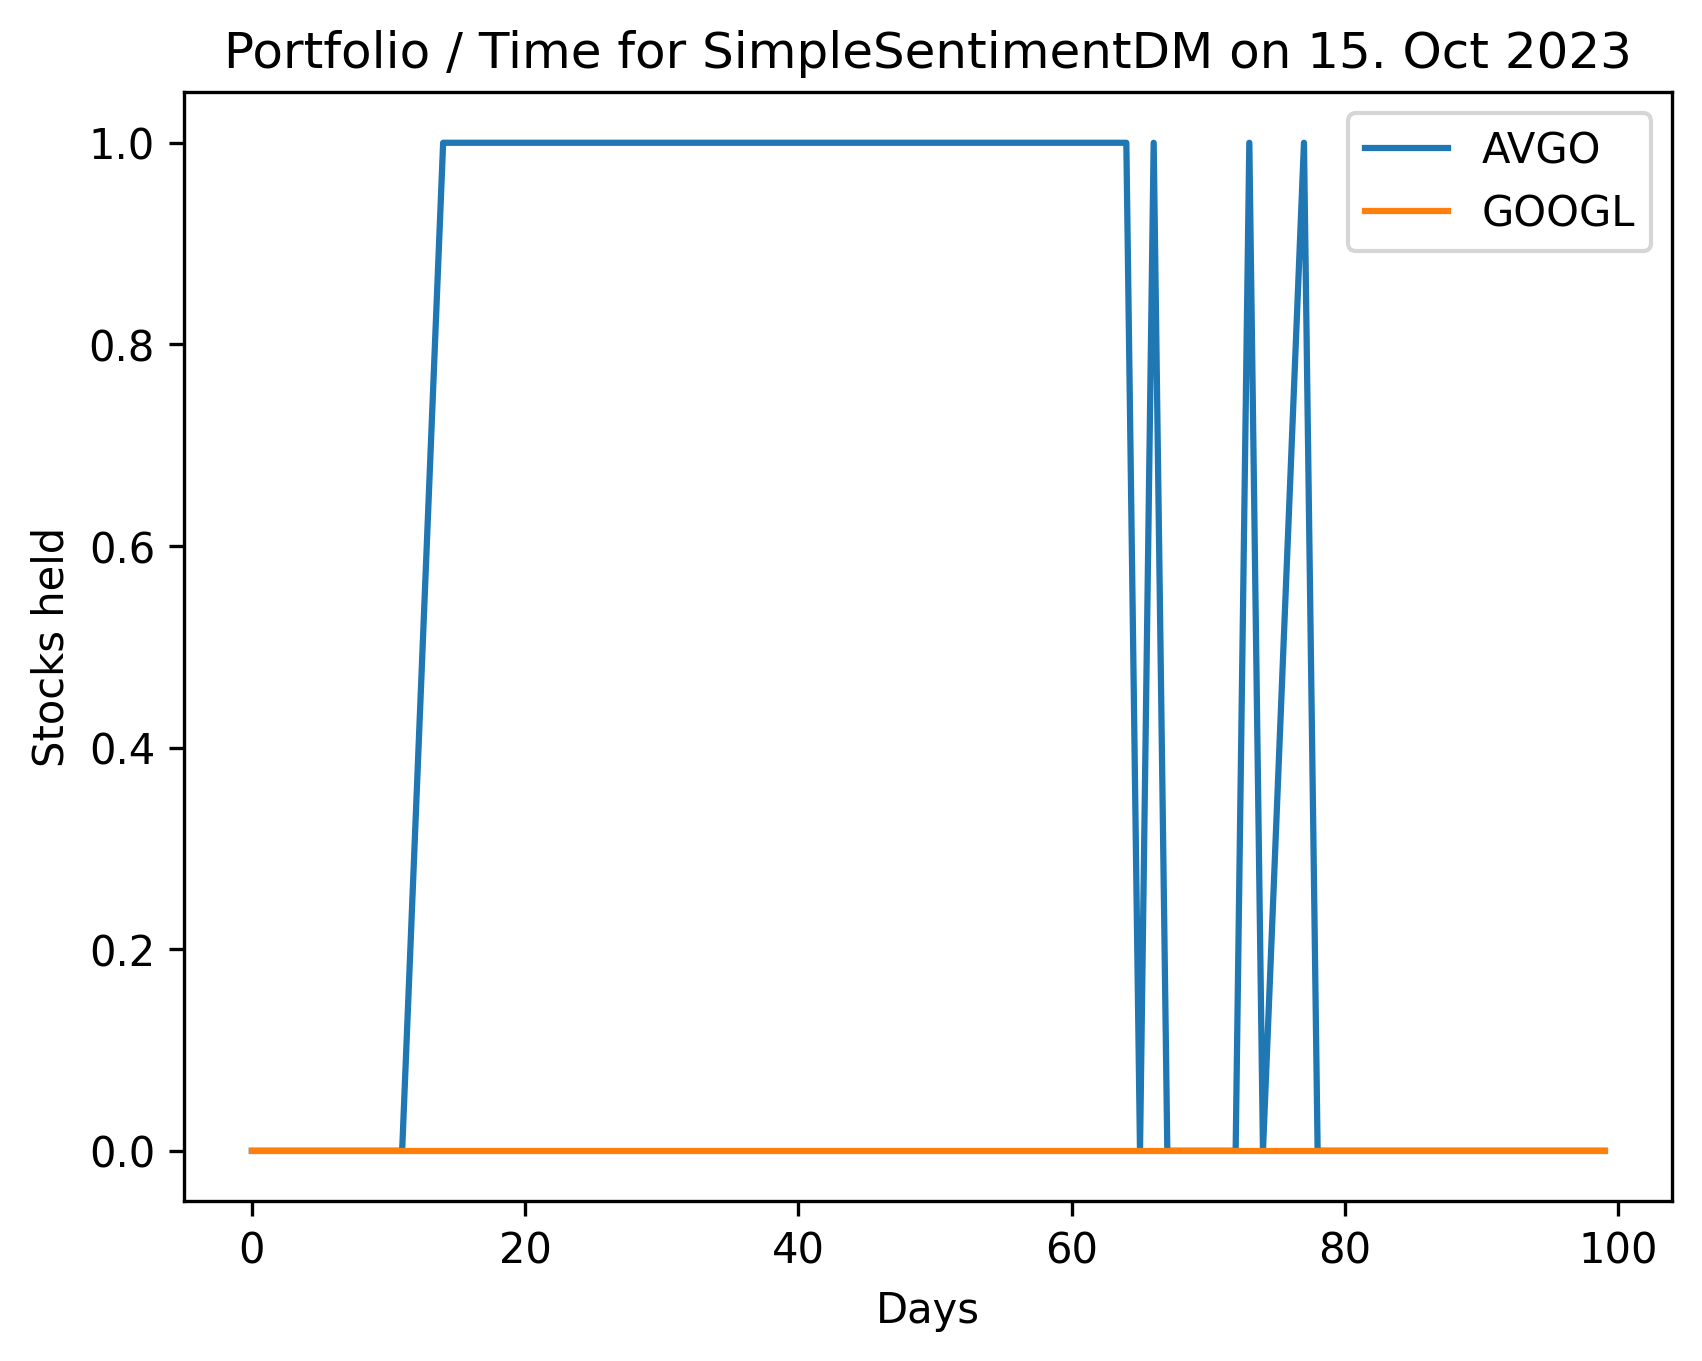 Portfolio / Time for SimpleSentimentDM on 15. Oct 2023
AVGO
GOOGL
1.0
0.8
0.6
0.4
0.2
0.0
Stocks held
0 20 40 60 80 100
Days